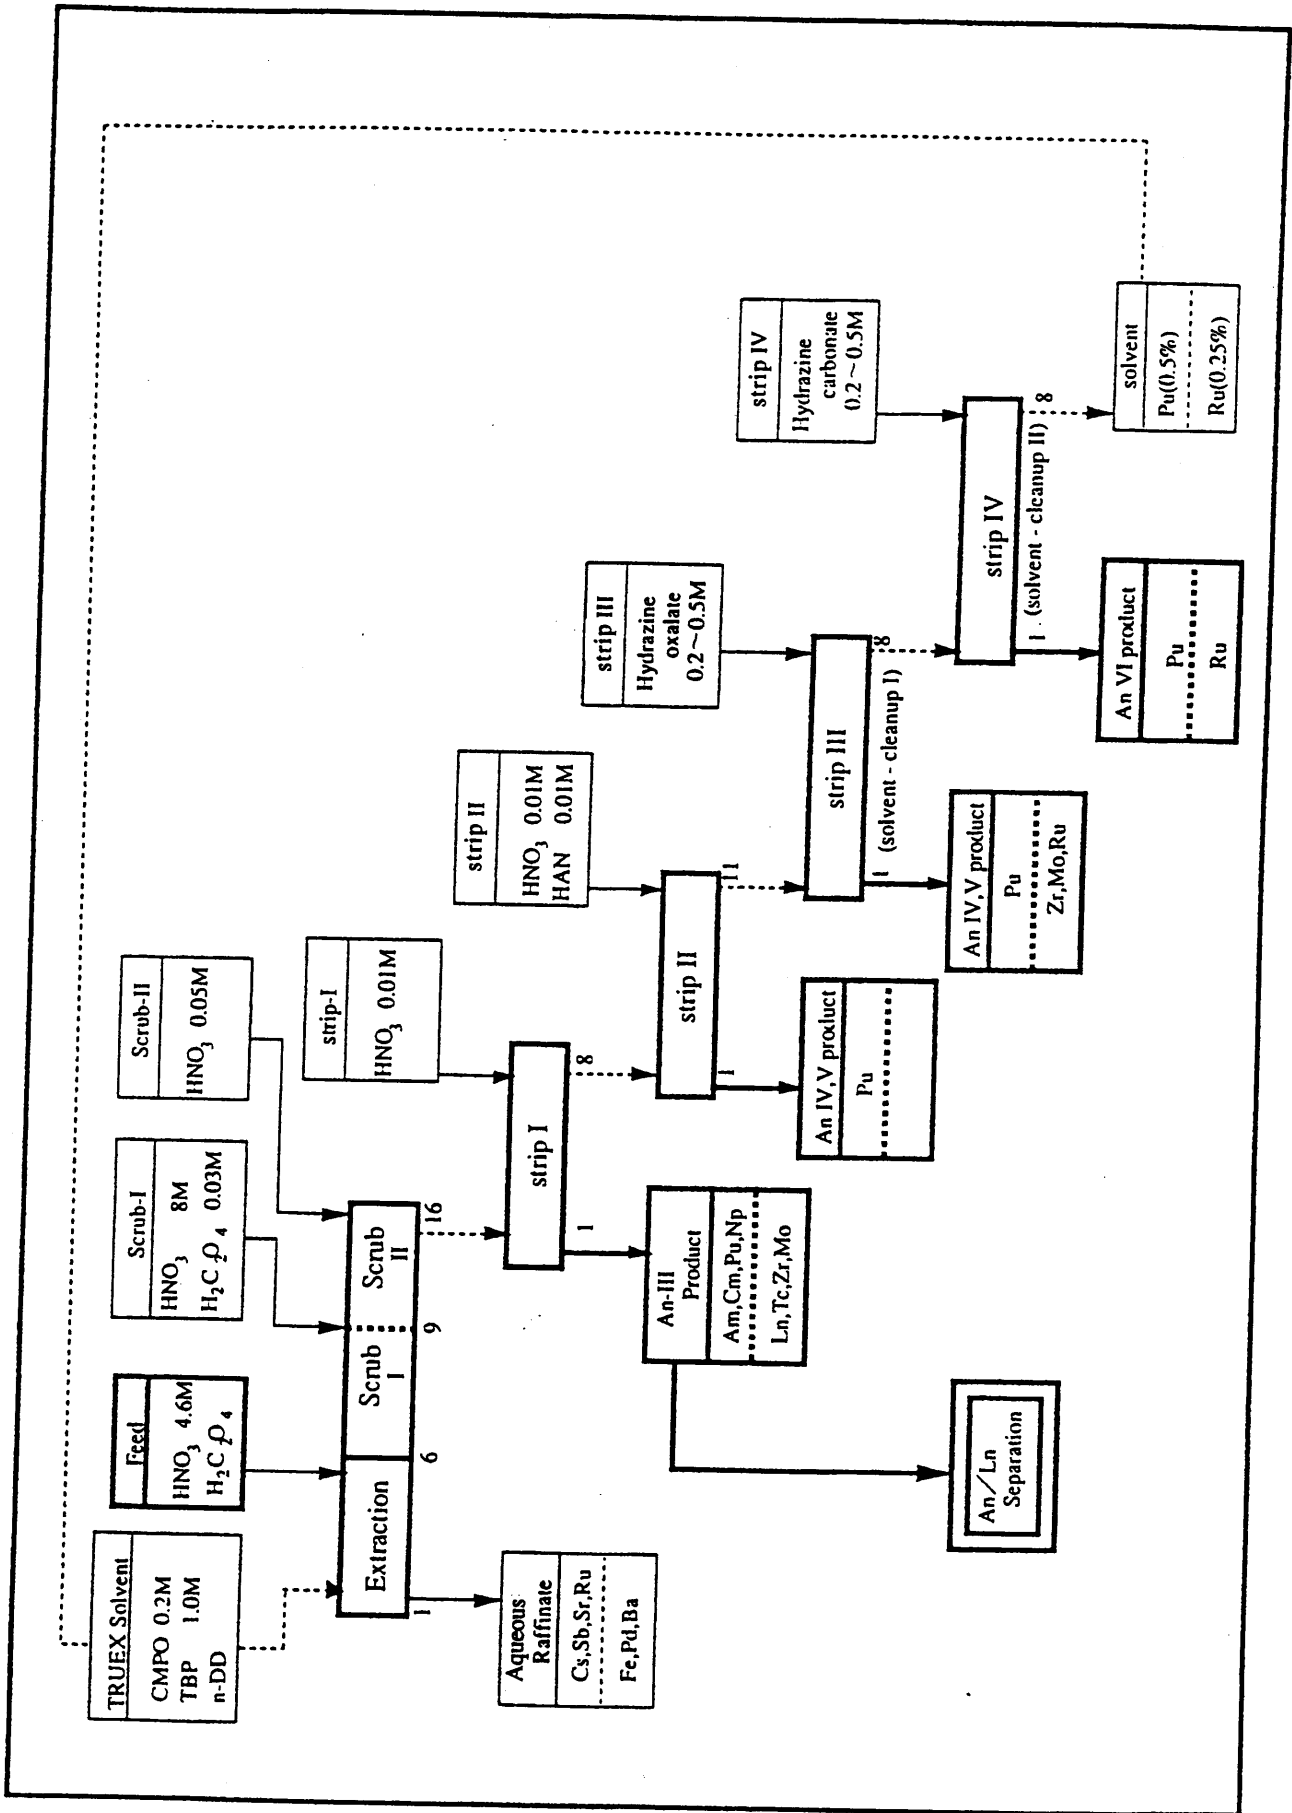 TRUEX Solvent
CMPO 0.2M
TBP 1.0M
n-DD
Feed
HNO3 4.6M
H2C2O4
Scrub-I
HNO3 8M
H2C2O4 0.03M
Scrub-II
HNO3 0.05M
Extraction
Scrub
I
Scrub
II
1
6
9
16
Aqueous
Raffinate
Cs,Sb,Sr,Ru
Fe,Pd,Ba
strip-I
HNO3 0.01M
strip I
1
8
An-III
Product
Am,Cm,Pu,Np
Ln,Tc,Zr,Mo
An/Ln
Separation
strip II
HNO3 0.01M
HAN 0.01M
strip II
1
11
An IV,V product
Pu
strip III
Hydrazine
oxalate
0.2~0.5M
strip III
1 (solvent - cleanup I) 8
An IV,V product
Pu
Zr,Mo,Ru
strip IV
Hydrazine
carbonate
0.2~0.5M
strip IV
1 (solvent - cleanup II) 8
An VI product
Pu
Ru
solvent
Pu(0.5%)
Ru(0.25%)